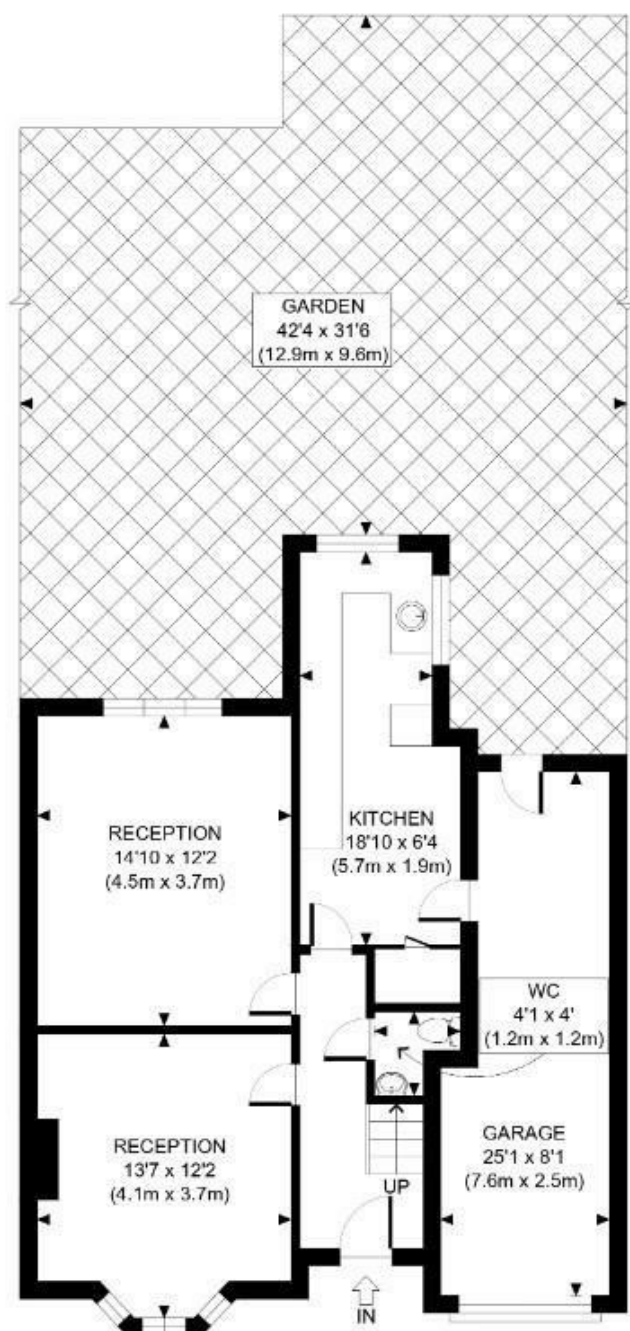 GARDEN
42'4 x 31'6
(12.9m x 9.6m)
RECEPTION
14'10 x 12'2
(4.5m x 3.7m)
KITCHEN
18'10 x 6'4
(5.7m x 1.9m)
WC
4'1 x 4'
(1.2m x 1.2m)
RECEPTION
13'7 x 12'2
(4.1m x 3.7m)
GARAGE
25'1 x 8'1
(7.6m x 2.5m)
UP
IN